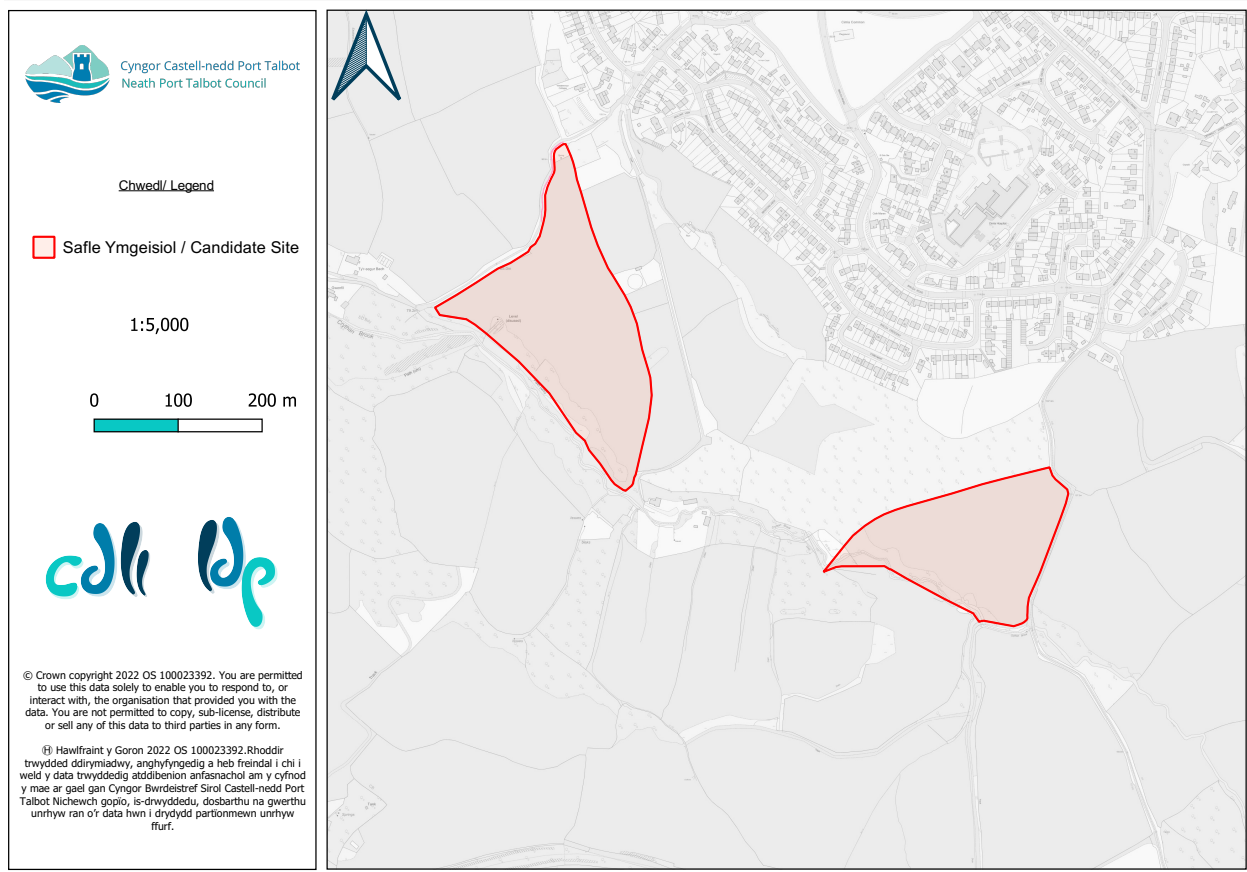 Cyngor Castell-nedd Port Talbot
Neath Port Talbot Council
Chwedl/ Legend
Safle Ymgeisiol / Candidate Site
1:5,000
0 100 200 m
cdll ldp
© Crown copyright 2022 OS 100023392. You are permitted
to use this data solely to enable you to respond to, or
interact with, the organisation that provided you with the
data. You are not permitted to copy, sub-license, distribute
or sell any of this data to third parties in any form.
Ⓗ Hawlfraint y Goron 2022 OS 100023392.Rhoddir
trwydded ddirymiadwy, anghyfyngedig a heb freindal i chi i
weld y data trwyddedig atddibenion anfasnachol am y cyfnod
y mae ar gael gan Cyngor Bwrdeistref Sirol Castell-nedd Port
Talbot Nichewch gopïo, is-drwyddedu, dosbarthu na gwerthu
unrhyw ran o'r data hwn i drydydd partïonmewn unrhyw
ffurf.
Brook